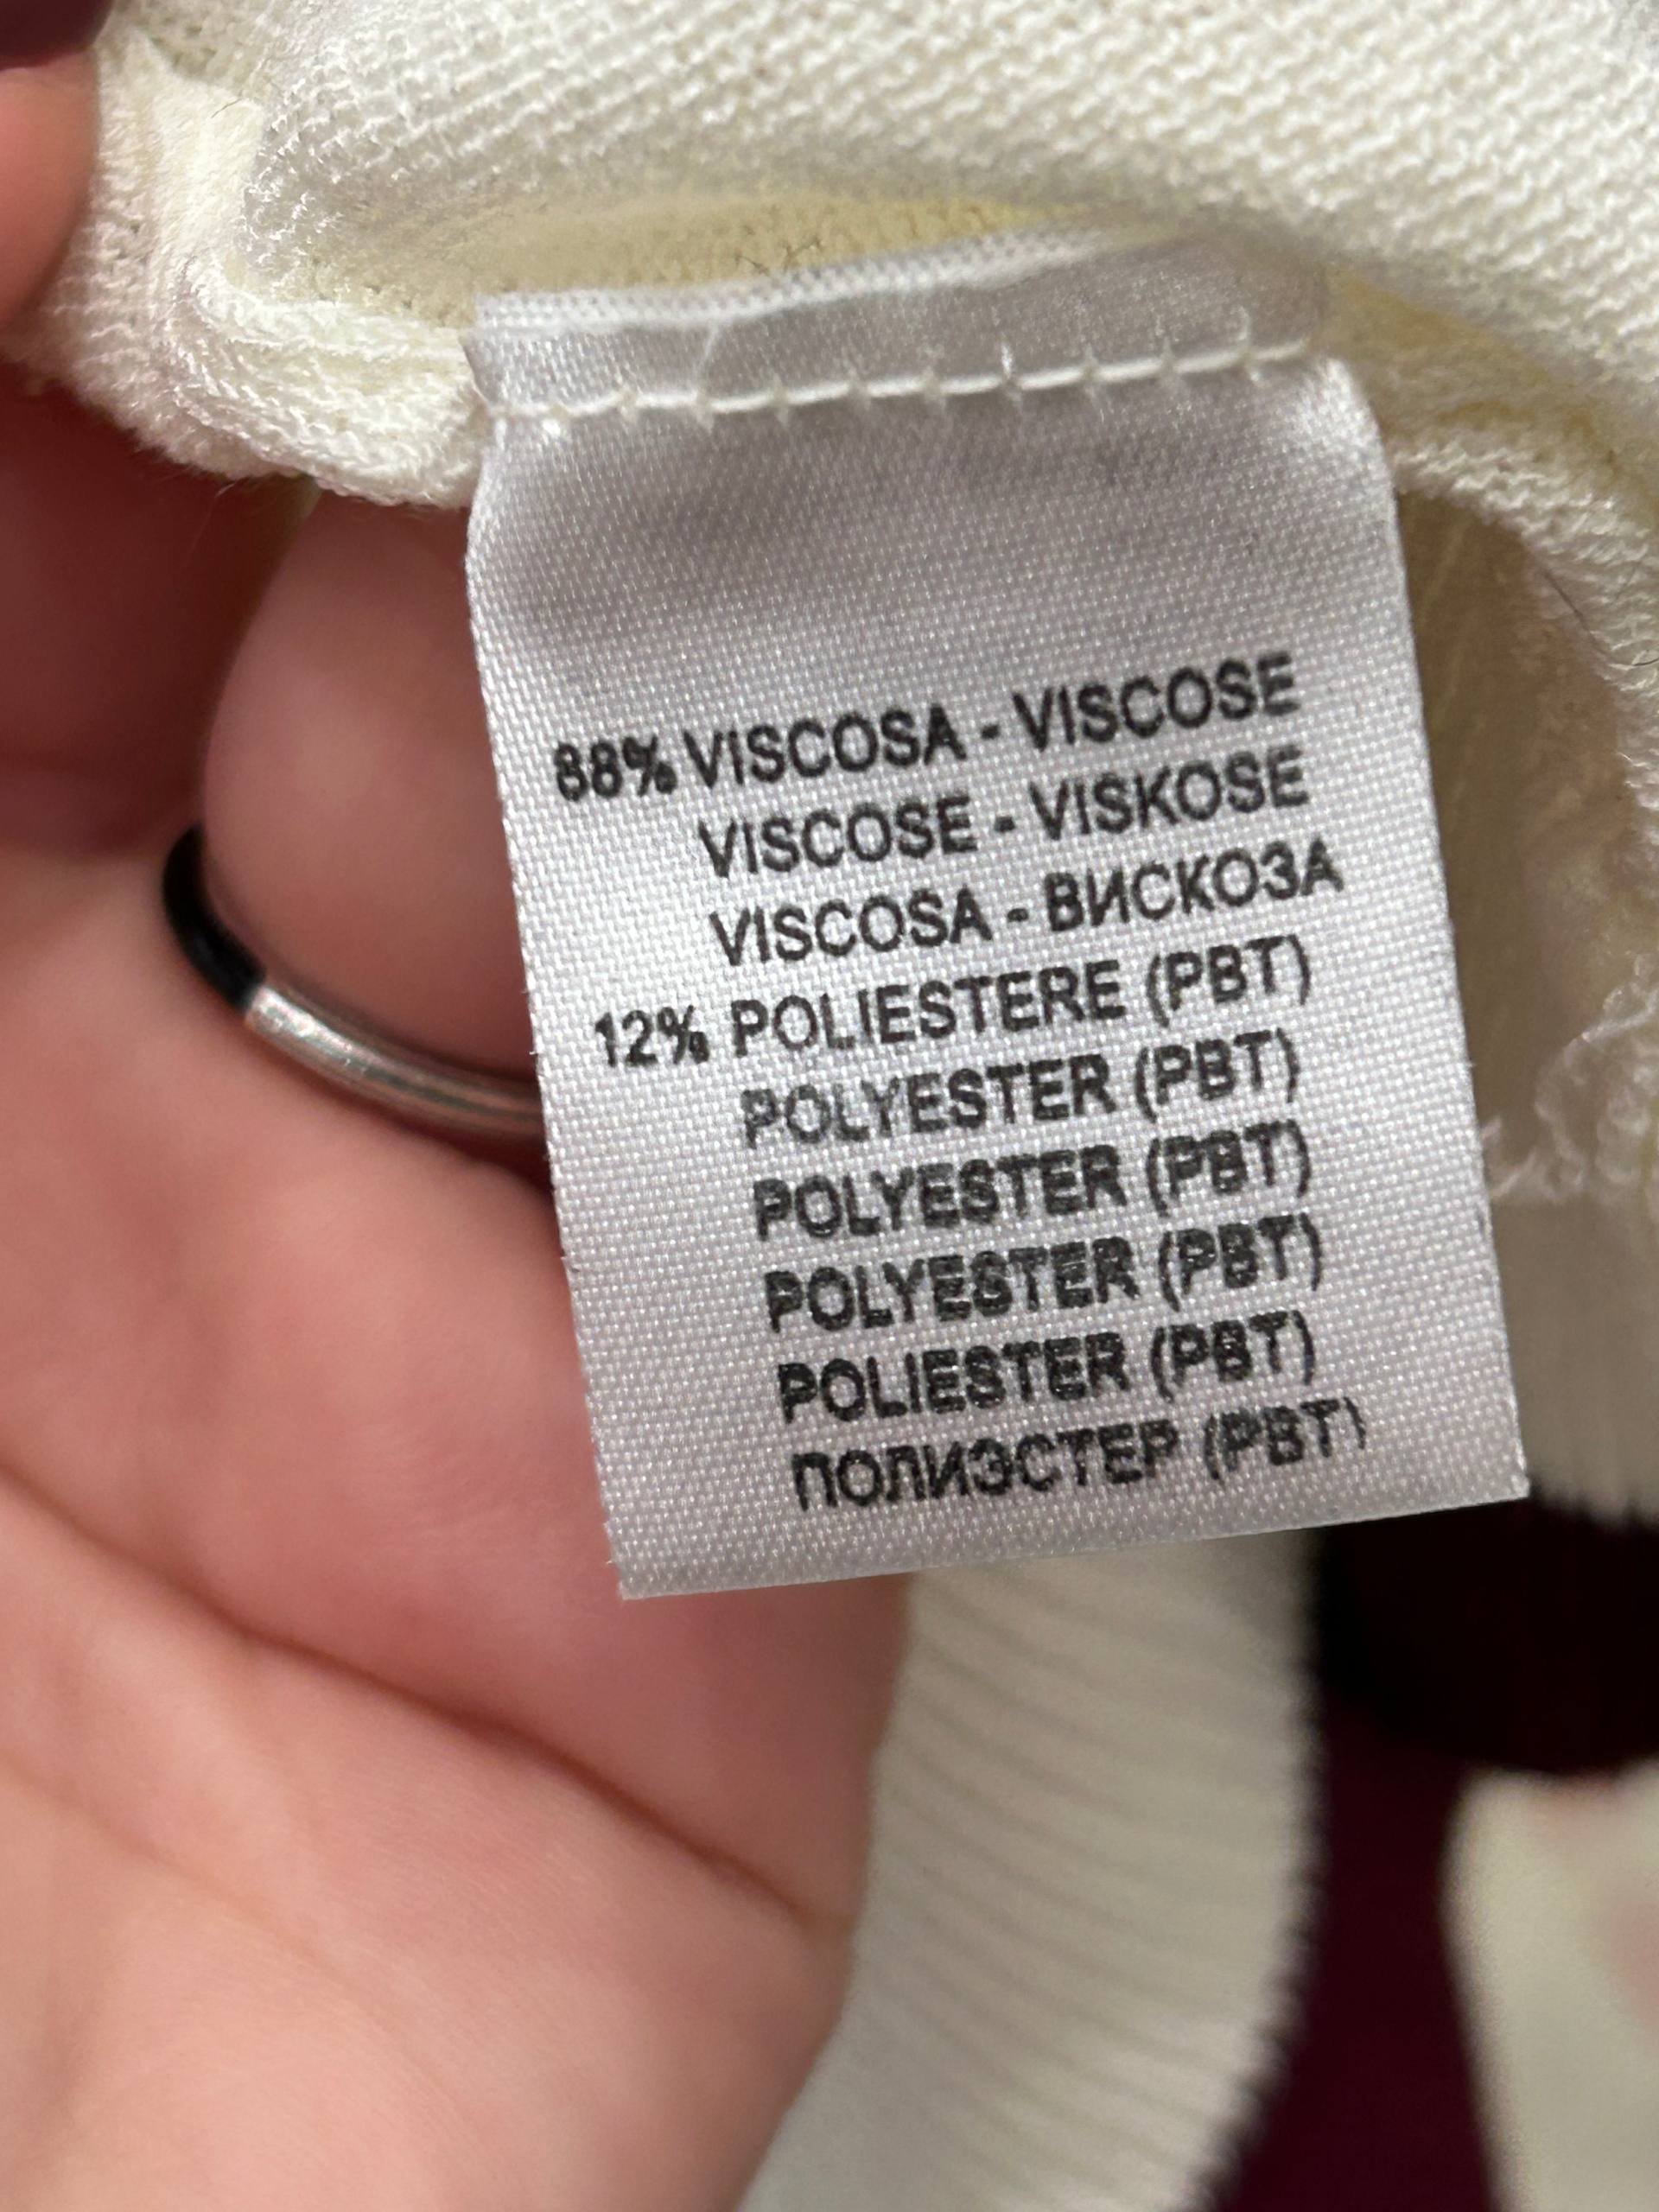 88% VISCOSA - VISCOSE
VISCOSE - VISKOSE
VISCOSA - ВИСКОЗА
12% POLIESTERE (PBT)
POLYESTER (PBT)
POLYESTER (PBT)
POLYESTER (PBT)
POLIESTER (PBT)
ПОЛИЭСТЕР (PBT)